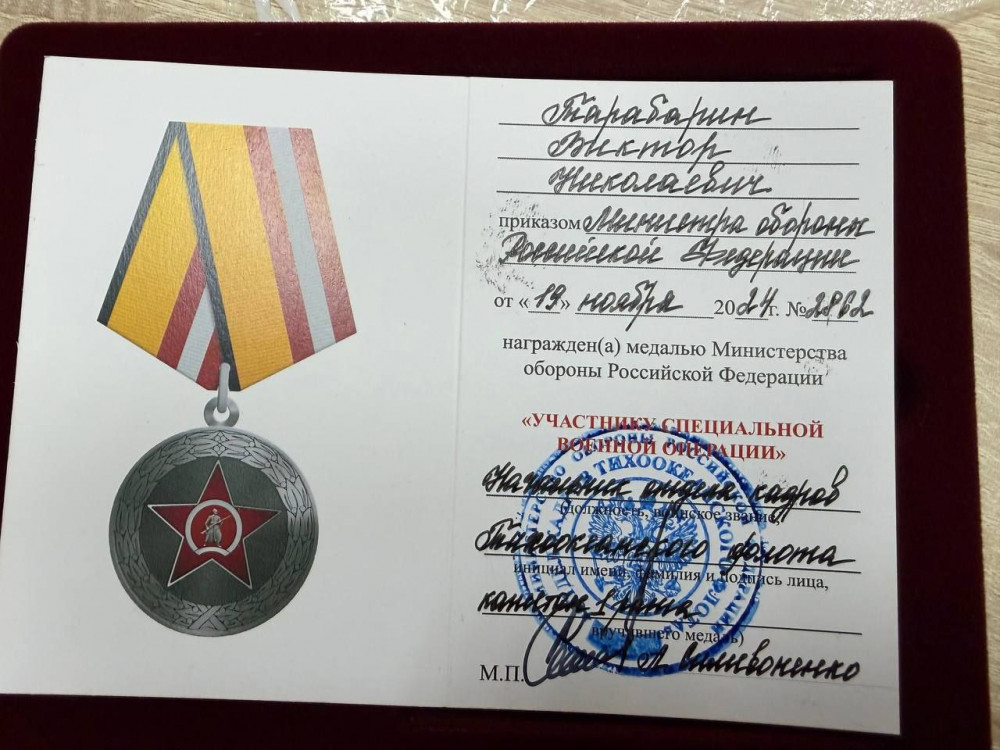 Тарабарин
Виктор
Николаевич
приказом Министра обороны
Российской Федерации
от «19» ноября 2024г. № 2862
награжден(а) медалью Министерства
обороны Российской Федерации
«УЧАСТНИКУ СПЕЦИАЛЬНОЙ
ВОЕННОЙ ОПЕРАЦИИ»
Начальник отдела кадров
(должность, воинское звание,
Тихоокеанского флота
инициал имени, фамилия и подпись лица,
капитан 1 ранга
вручившего медаль)
М.П. А. Силивоненко